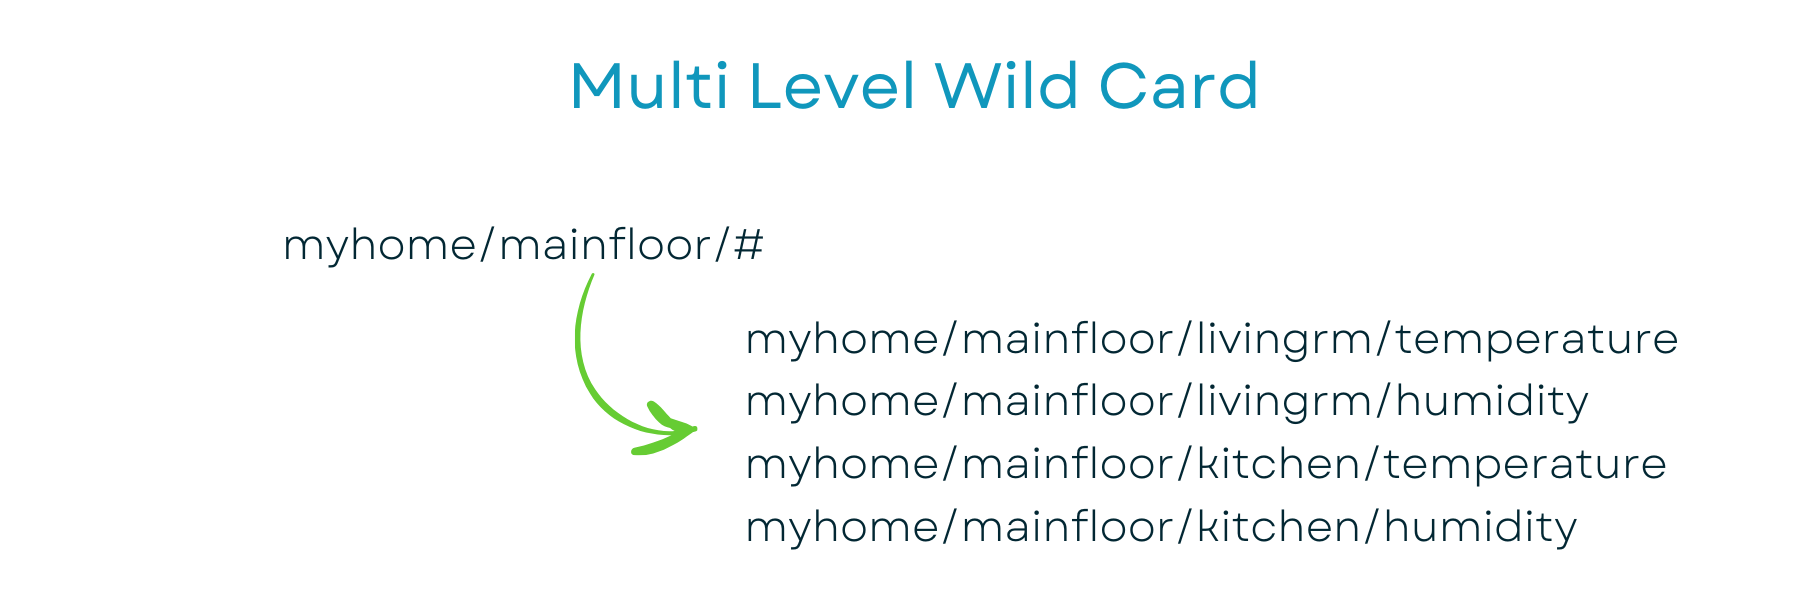 Multi Level Wild Card
myhome/mainfloor/#
myhome/mainfloor/livingrm/temperature
myhome/mainfloor/livingrm/humidity
myhome/mainfloor/kitchen/temperature
myhome/mainfloor/kitchen/humidity